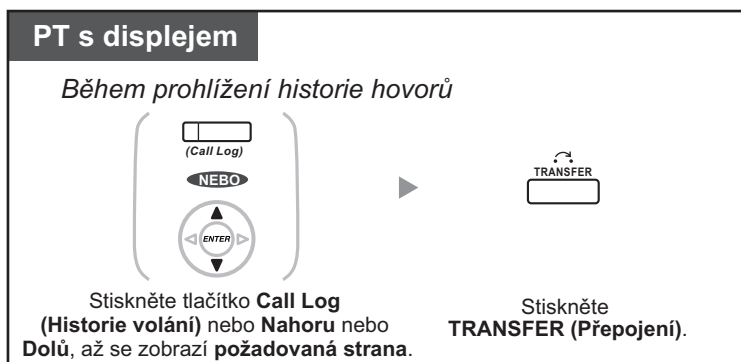 PT s displejem
Během prohlížení historie hovorů
(Call Log)
NEBO
ENTER
TRANSFER
Stiskněte tlačítko Call Log
(Historie volání) nebo Nahoru nebo
Dolů, až se zobrazí požadovaná strana.
Stiskněte
TRANSFER (Přepojení).